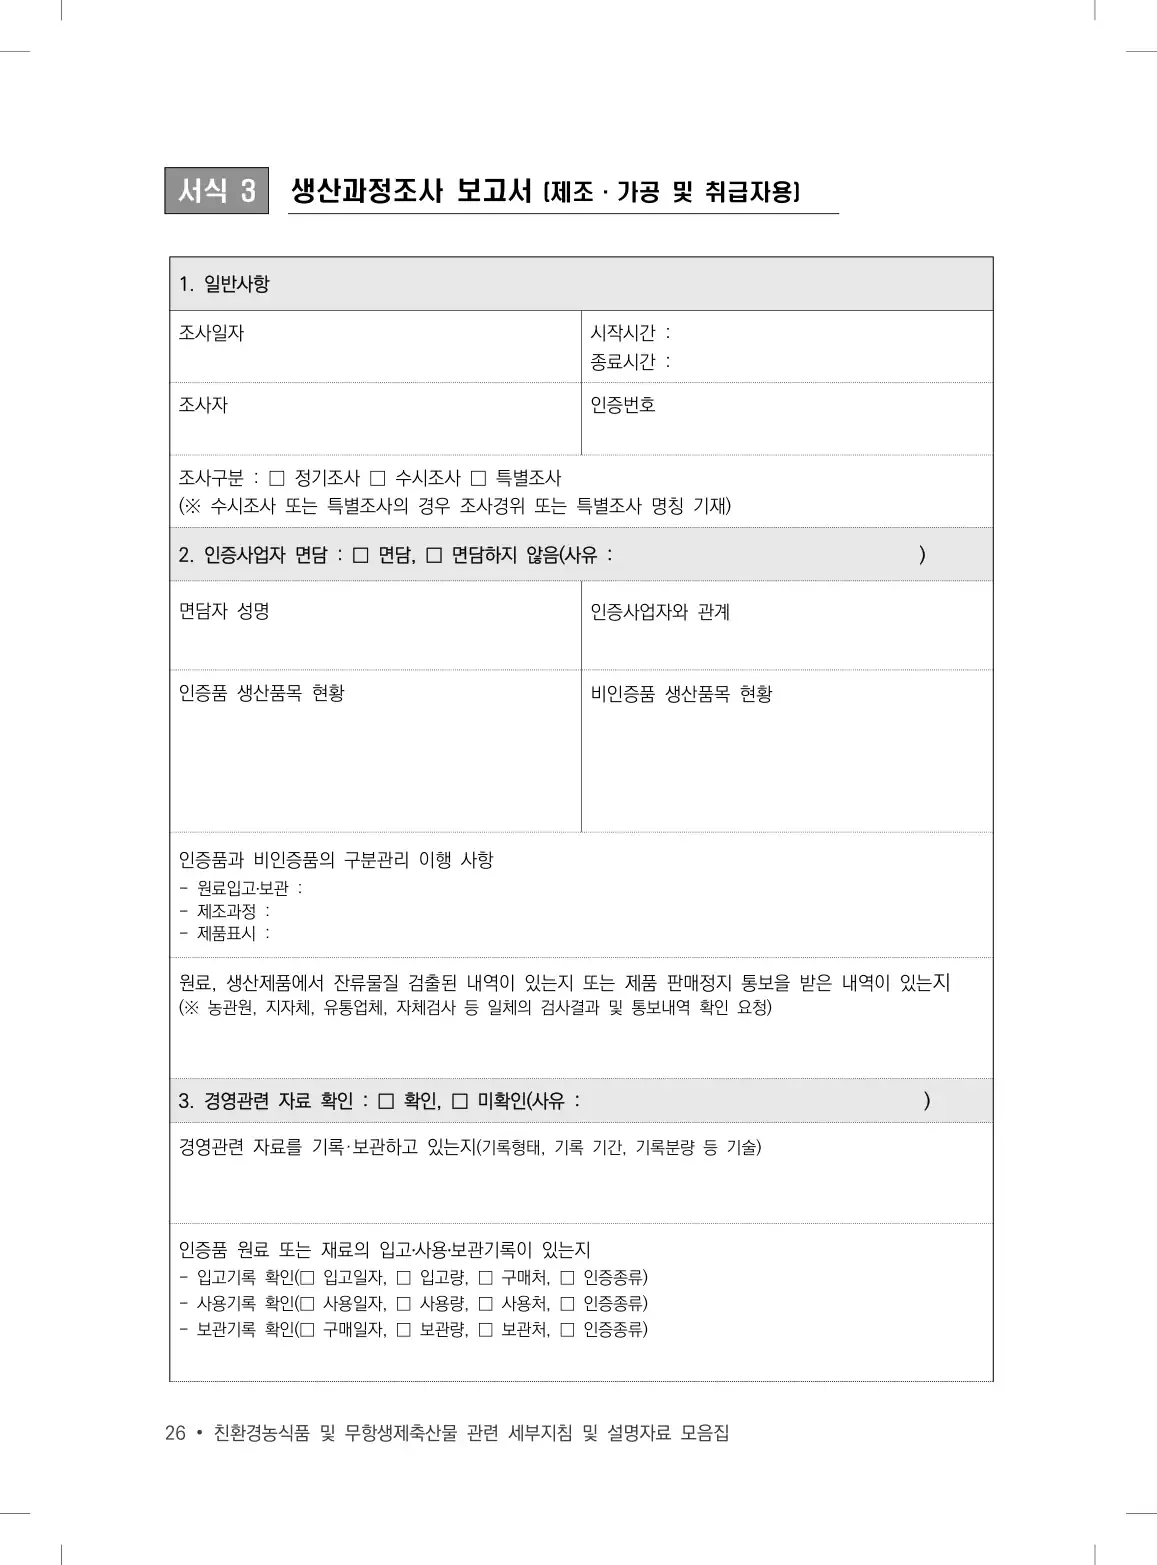 서식 3 생산과정조사 보고서 (제조 · 가공 및 취급자용)
1. 일반사항
조사일자
시작시간 :
종료시간 :
조사자
인증번호
조사구분 : □ 정기조사 □ 수시조사 □ 특별조사
(※ 수시조사 또는 특별조사의 경우 조사경위 또는 특별조사 명칭 기재)
2. 인증사업자 면담 : □ 면담, □ 면담하지 않음(사유 : )
면담자 성명
인증사업자와 관계
인증품 생산품목 현황
비인증품 생산품목 현황
인증품과 비인증품의 구분관리 이행 사항
- 원료입고·보관 :
- 제조과정 :
- 제품표시 :
원료, 생산제품에서 잔류물질 검출된 내역이 있는지 또는 제품 판매정지 통보을 받은 내역이 있는지
(※ 농관원, 지자체, 유통업체, 자체검사 등 일체의 검사결과 및 통보내역 확인 요청)
3. 경영관련 자료 확인 : □ 확인, □ 미확인(사유 : )
경영관련 자료를 기록·보관하고 있는지(기록형태, 기록 기간, 기록분량 등 기술)
인증품 원료 또는 재료의 입고·사용·보관기록이 있는지
- 입고기록 확인(□ 입고일자, □ 입고량, □ 구매처, □ 인증종류)
- 사용기록 확인(□ 사용일자, □ 사용량, □ 사용처, □ 인증종류)
- 보관기록 확인(□ 구매일자, □ 보관량, □ 보관처, □ 인증종류)
26 • 친환경농식품 및 무항생제축산물 관련 세부지침 및 설명자료 모음집